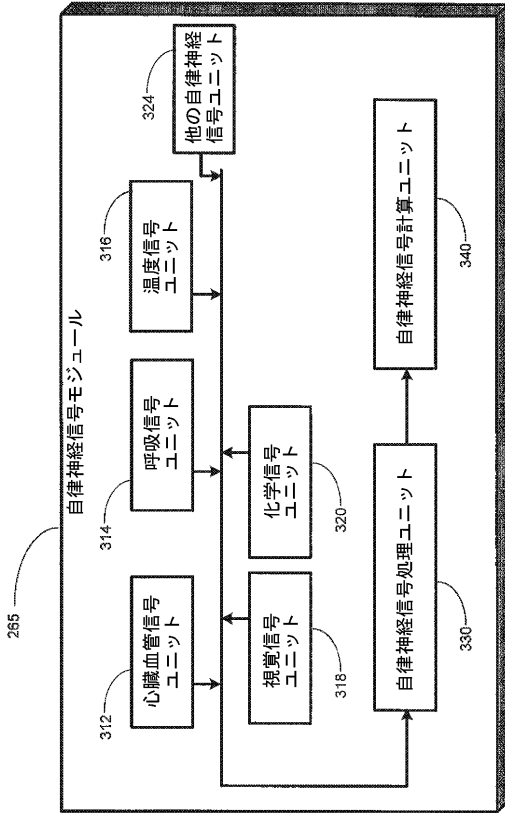 265
自律神経信号モジュール
312
心臓血管信号
ユニット
314
呼吸信号
ユニット
316
温度信号
ユニット
324
他の自律神経
信号ユニット
視覚信号
ユニット
318
化学信号
ユニット
320
自律神経信号処理ユニット
330
自律神経信号計算ユニット
340